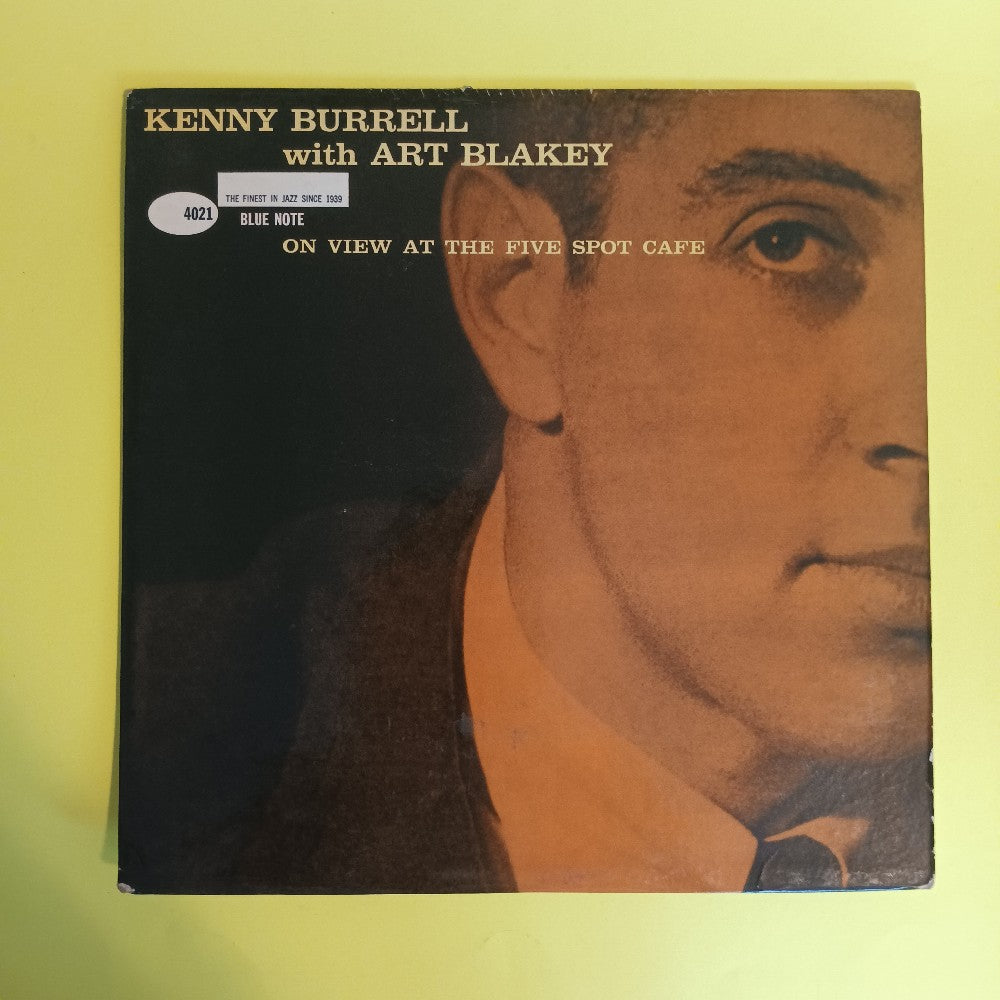 KENNY BURRELL
with ART BLAKEY
THE FINEST IN JAZZ SINCE 1939
4021
BLUE NOTE
ON VIEW AT THE FIVE SPOT CAFE